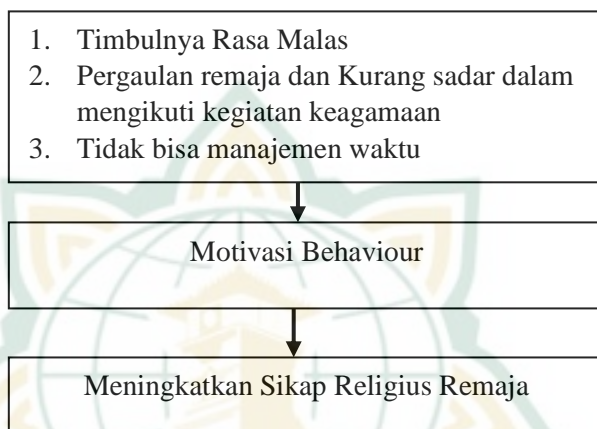 1. Timbulnya Rasa Malas
2. Pergaulan remaja dan Kurang sadar dalam
mengikuti kegiatan keagamaan
3. Tidak bisa manajemen waktu
Motivasi Behaviour
Meningkatkan Sikap Religius Remaja